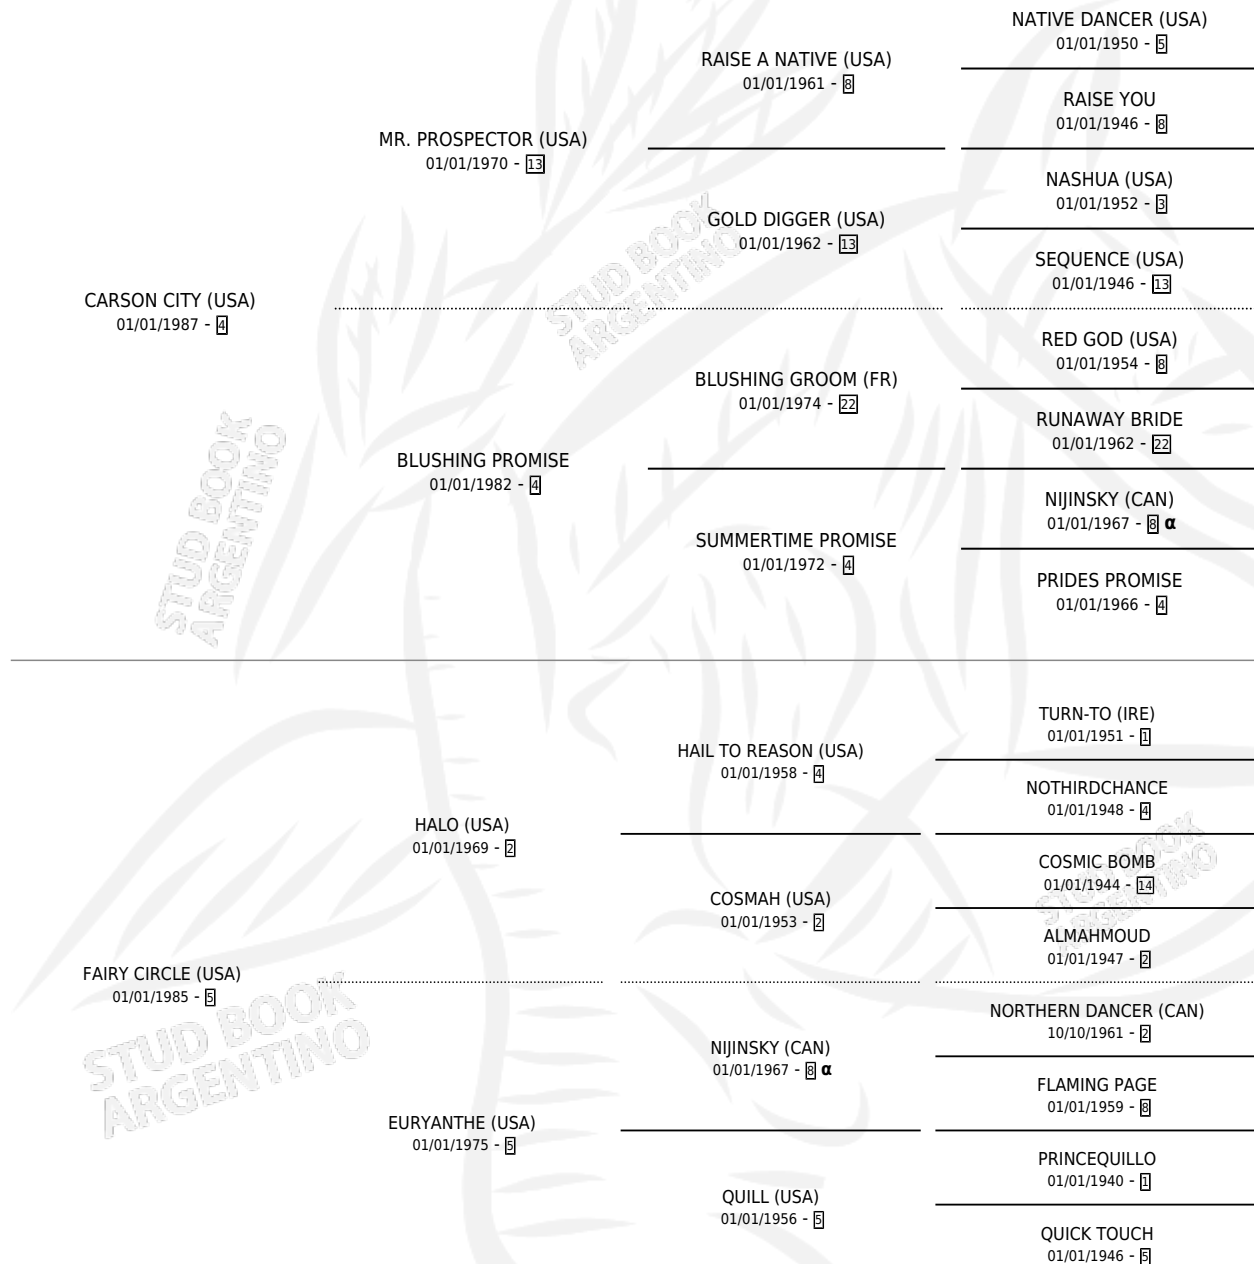 NATIVE DANCER (USA)
01/01/1950 - 5
RAISE A NATIVE (USA)
01/01/1961 - 8
RAISE YOU
01/01/1946 - 8
MR. PROSPECTOR (USA)
01/01/1970 - 13
NASHUA (USA)
01/01/1952 - 3
GOLD DIGGER (USA)
01/01/1962 - 13
SEQUENCE (USA)
01/01/1946 - 13
CARSON CITY (USA)
01/01/1987 - 4
RED GOD (USA)
01/01/1954 - 8
BLUSHING GROOM (FR)
01/01/1974 - 22
RUNAWAY BRIDE
01/01/1962 - 22
BLUSHING PROMISE
01/01/1982 - 4
NIJINSKY (CAN)
01/01/1967 - 8 α
SUMMERTIME PROMISE
01/01/1972 - 4
PRIDES PROMISE
01/01/1966 - 4
TURN-TO (IRE)
01/01/1951 - 1
HAIL TO REASON (USA)
01/01/1958 - 4
NOTHIRDCHANCE
01/01/1948 - 4
HALO (USA)
01/01/1969 - 2
COSMIC BOMB
01/01/1944 - 14
COSMAH (USA)
01/01/1953 - 2
ALMAHMOUD
01/01/1947 - 2
FAIRY CIRCLE (USA)
01/01/1985 - 5
NORTHERN DANCER (CAN)
10/10/1961 - 2
NIJINSKY (CAN)
01/01/1967 - 8 α
FLAMING PAGE
01/01/1959 - 8
EURYANTHE (USA)
01/01/1975 - 5
PRINCEQUILLO
01/01/1940 - 1
QUILL (USA)
01/01/1956 - 5
QUICK TOUCH
01/01/1946 - 5
STUD BOOK
ARGENTINO
STUD BOOK
ARGENTINO
STUD BOOK
ARGENTINO
STUD BOOK
ARGENTINO